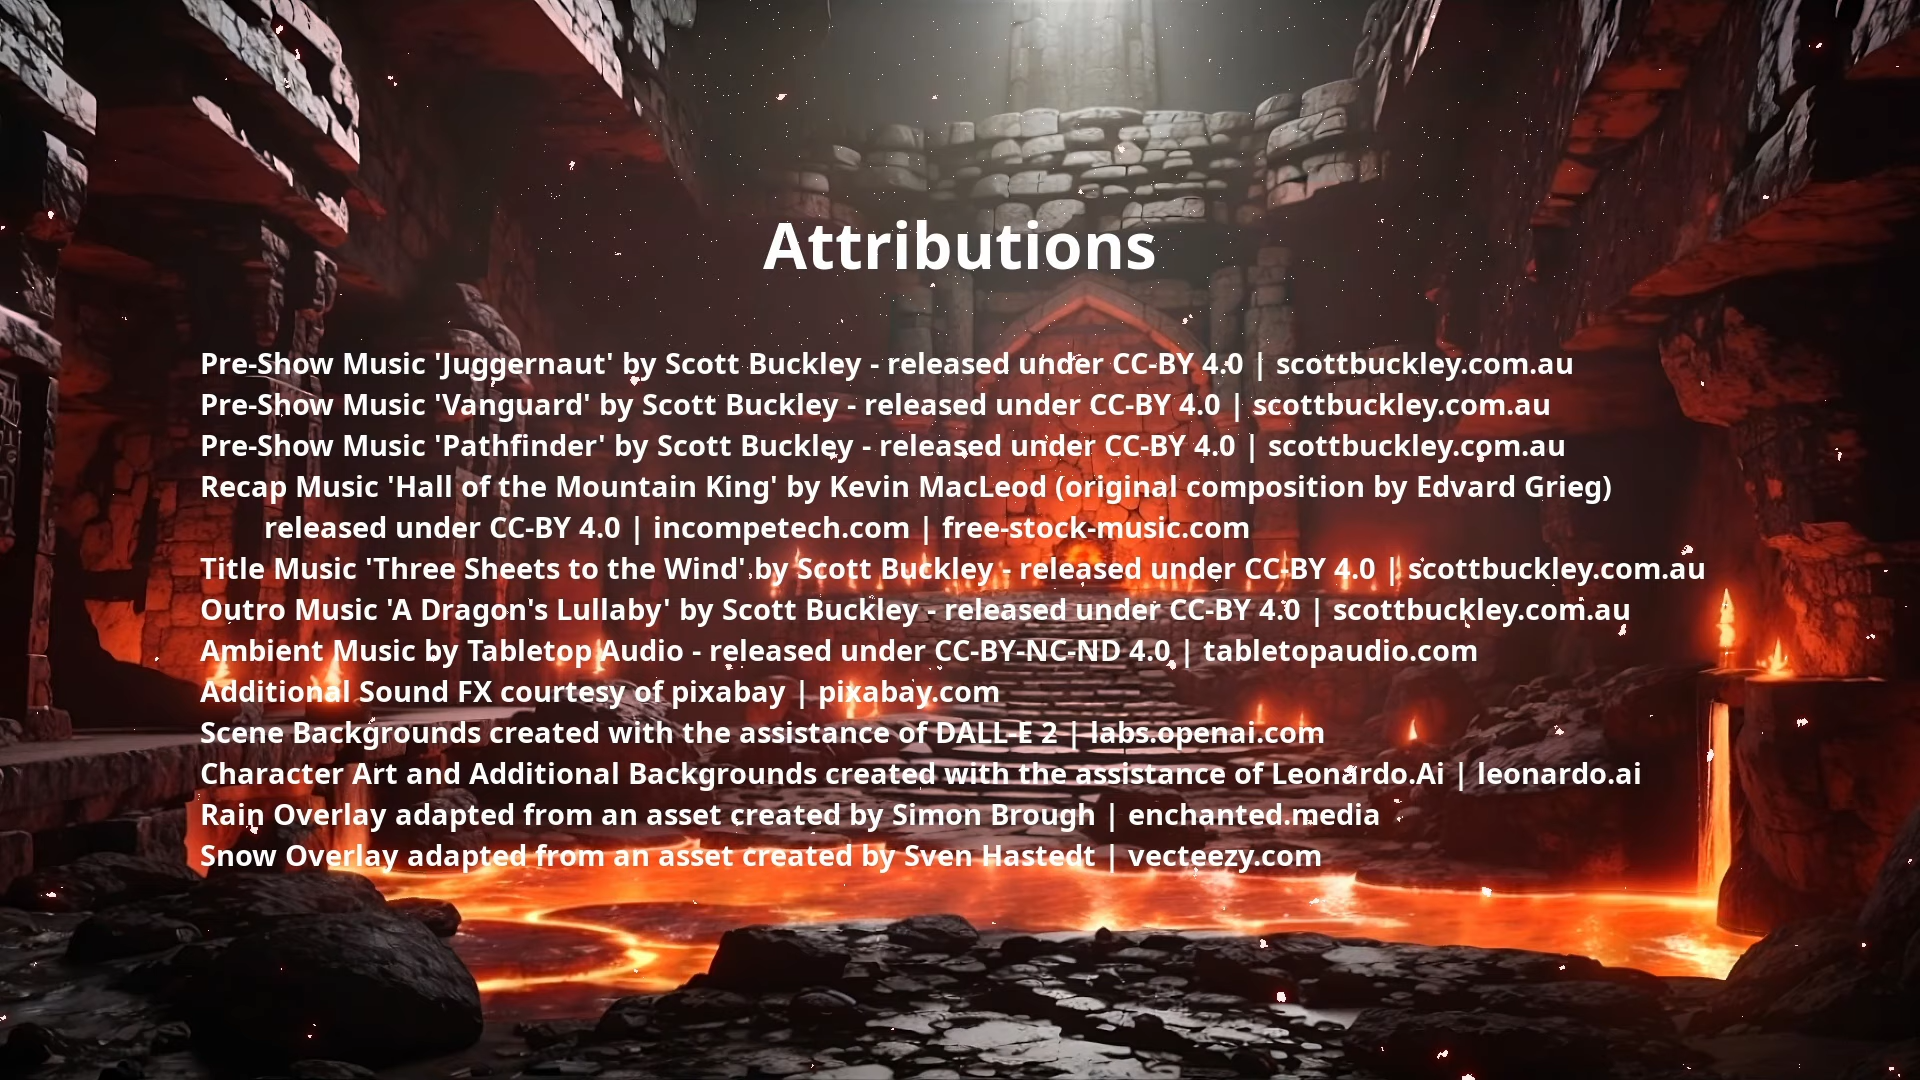 Attributions
Pre-Show Music 'Juggernaut' by Scott Buckley - released under CC-BY 4.0 | scottbuckley.com.au
Pre-Show Music 'Vanguard' by Scott Buckley - released under CC-BY 4.0 | scottbuckley.com.au
Pre-Show Music 'Pathfinder' by Scott Buckley - released under CC-BY 4.0 | scottbuckley.com.au
Recap Music 'Hall of the Mountain King' by Kevin MacLeod (original composition by Edvard Grieg)
released under CC-BY 4.0 | incompetech.com | free-stock-music.com
Title Music 'Three Sheets to the Wind' by Scott Buckley - released under CC-BY 4.0 | scottbuckley.com.au
Outro Music 'A Dragon's Lullaby' by Scott Buckley - released under CC-BY 4.0 | scottbuckley.com.au
Ambient Music by Tabletop Audio - released under CC-BY-NC-ND 4.0 | tabletopaudio.com
Additional Sound FX courtesy of pixabay | pixabay.com
Scene Backgrounds created with the assistance of DALL-E 2 | labs.openai.com
Character Art and Additional Backgrounds created with the assistance of Leonardo.Ai | leonardo.ai
Rain Overlay adapted from an asset created by Simon Brough | enchanted.media
Snow Overlay adapted from an asset created by Sven Hastedt | vecteezy.com